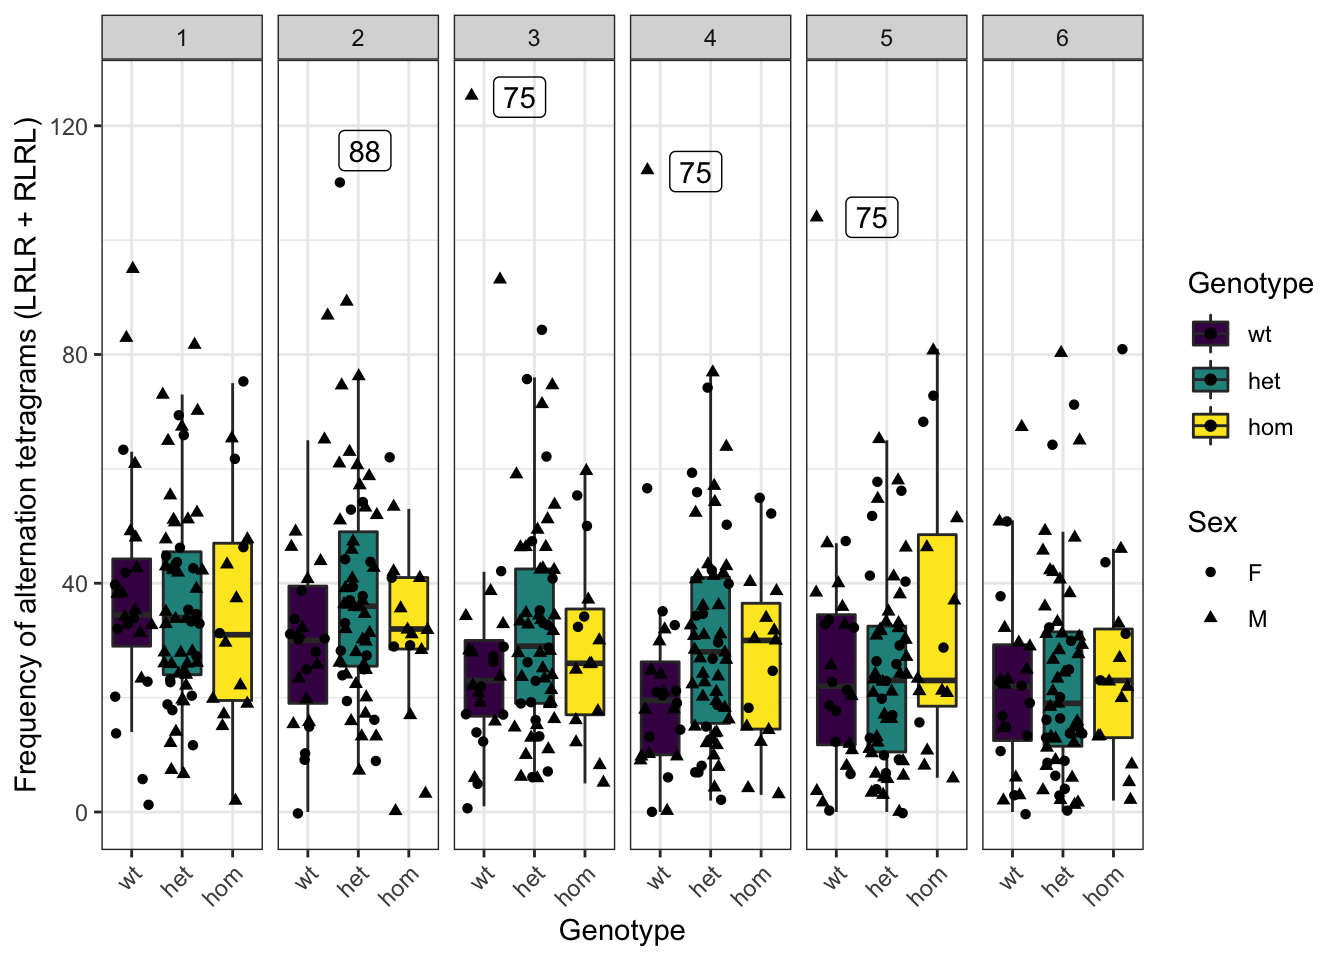 1 2 3 4 5 6
Frequency of alternation tetragrams (LRLR + RLRL)
120
80
40
0
88
75
75
75
wt het hom wt het hom wt het hom wt het hom wt het hom wt het hom
Genotype
Genotype
wt
het
hom
Sex
F
M